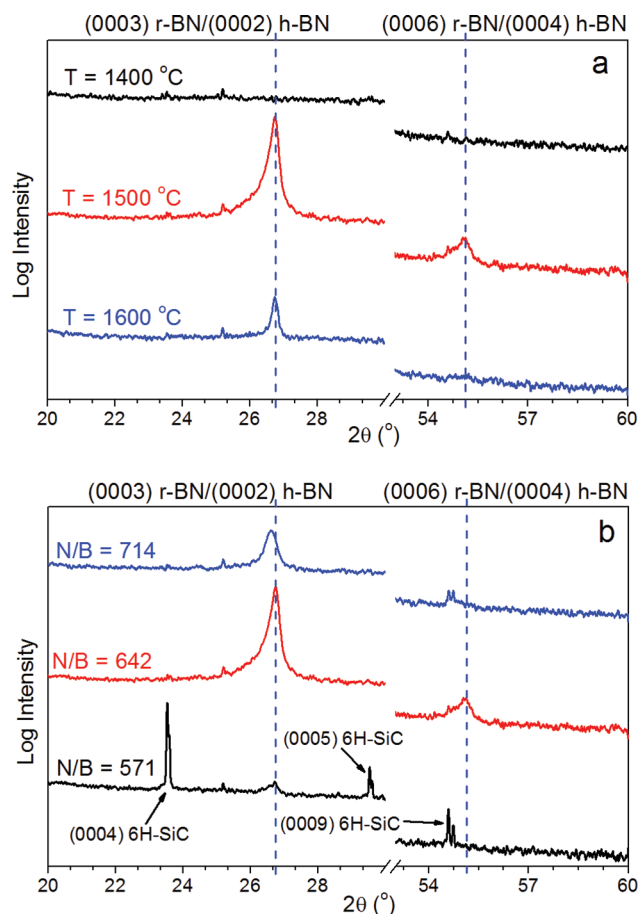 (0003) r-BN/(0002) h-BN (0006) r-BN/(0004) h-BN
a
T = 1400 °C
T = 1500 °C
T = 1600 °C
Log Intensity
20 22 24 26 28 54 57 60
2θ (°)
(0003) r-BN/(0002) h-BN (0006) r-BN/(0004) h-BN
b
N/B = 714
N/B = 642
N/B = 571
(0005) 6H-SiC
(0004) 6H-SiC
(0009) 6H-SiC
Log Intensity
20 22 24 26 28 54 57 60
2θ (°)